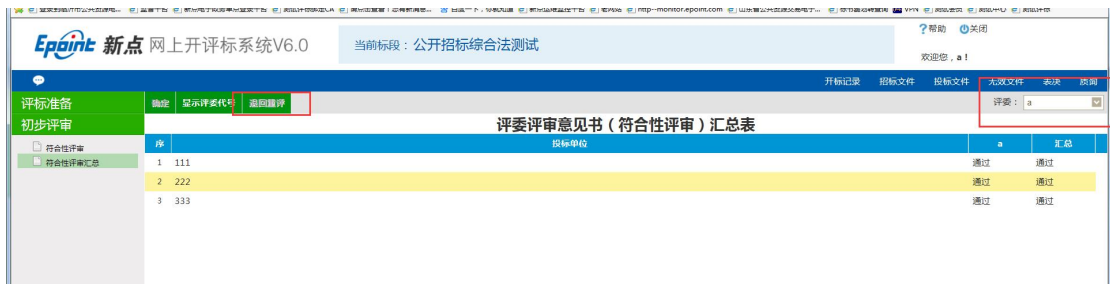 Epoint 新点 网上开评标系统V6.0
当前标段：公开招标综合法测试
?帮助 关闭
欢迎您，a！
开标记录 招标文件 投标文件 无效文件 表决 质询
评标准备
确定 显示评委代号 退回重评
评委： a
初步评审
评委评审意见书（符合性评审）汇总表
符合性评审
序 投标单位 a 汇总
符合性评审汇总
1 111 通过 通过
2 222 通过 通过
3 333 通过 通过